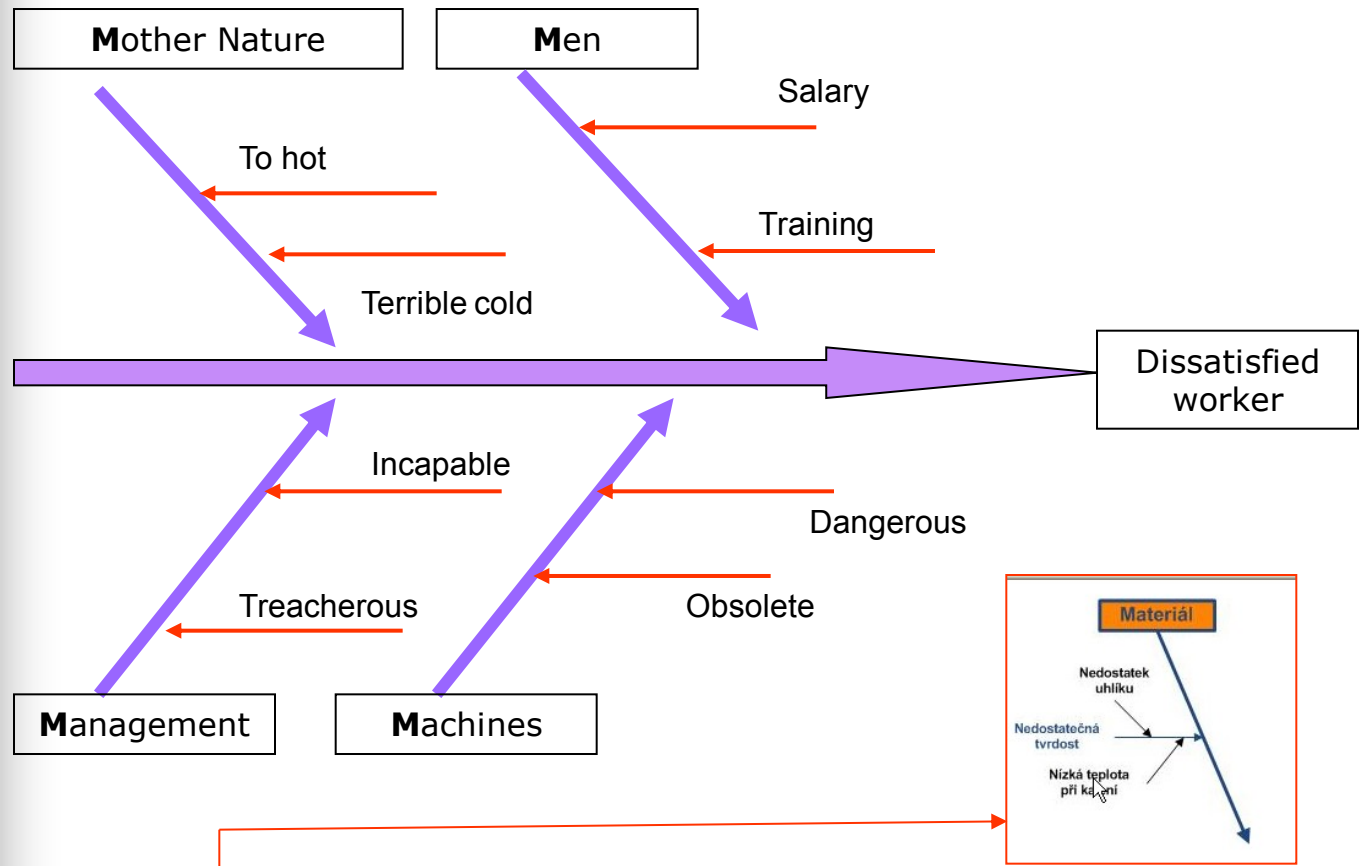 Mother Nature
Men
Salary
To hot
Training
Terrible cold
Dissatisfied
worker
Incapable
Dangerous
Treacherous
Obsolete
Management
Machines
Materiál
Nedostatek
uhlíku
Nedostatečná
tvrdost
Nízká teplota
při kalení